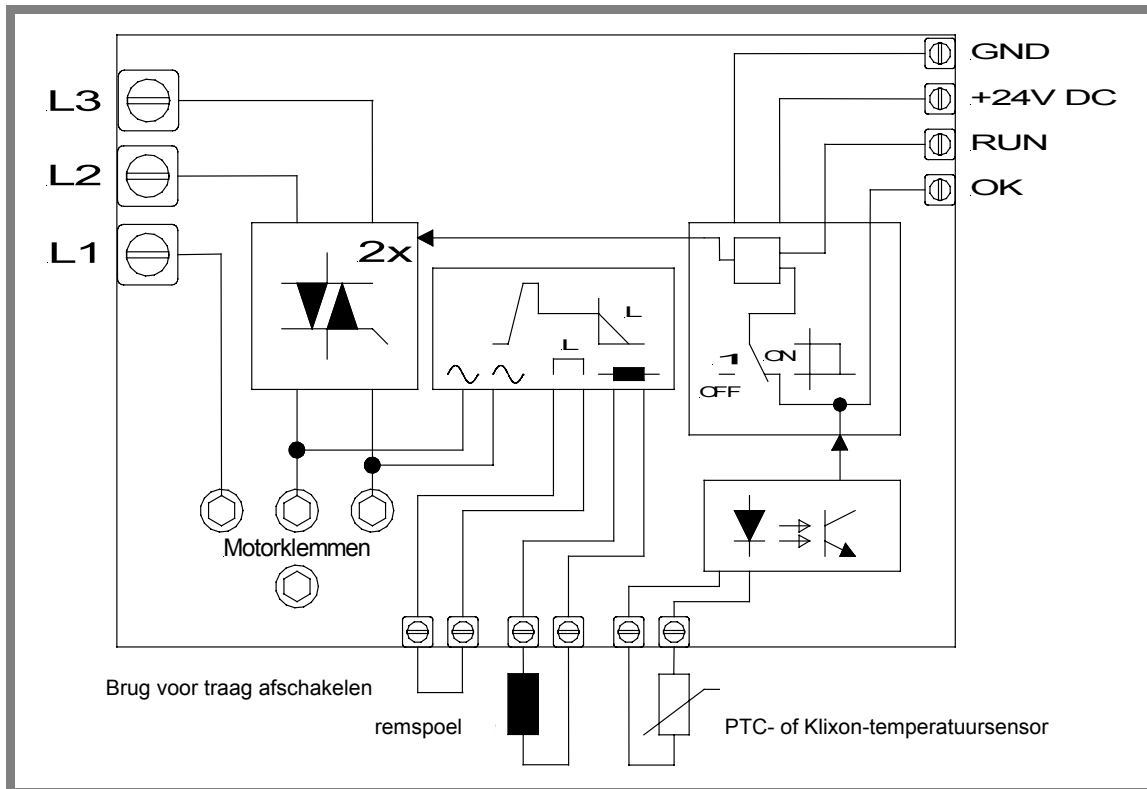 GND
L3
+24V DC
RUN
L2
OK
L1
2x
L
L
1
ON
OFF
Motorklemmen
Brug voor traag afschakelen
remspoel
PTC- of Klixon-temperatuursensor